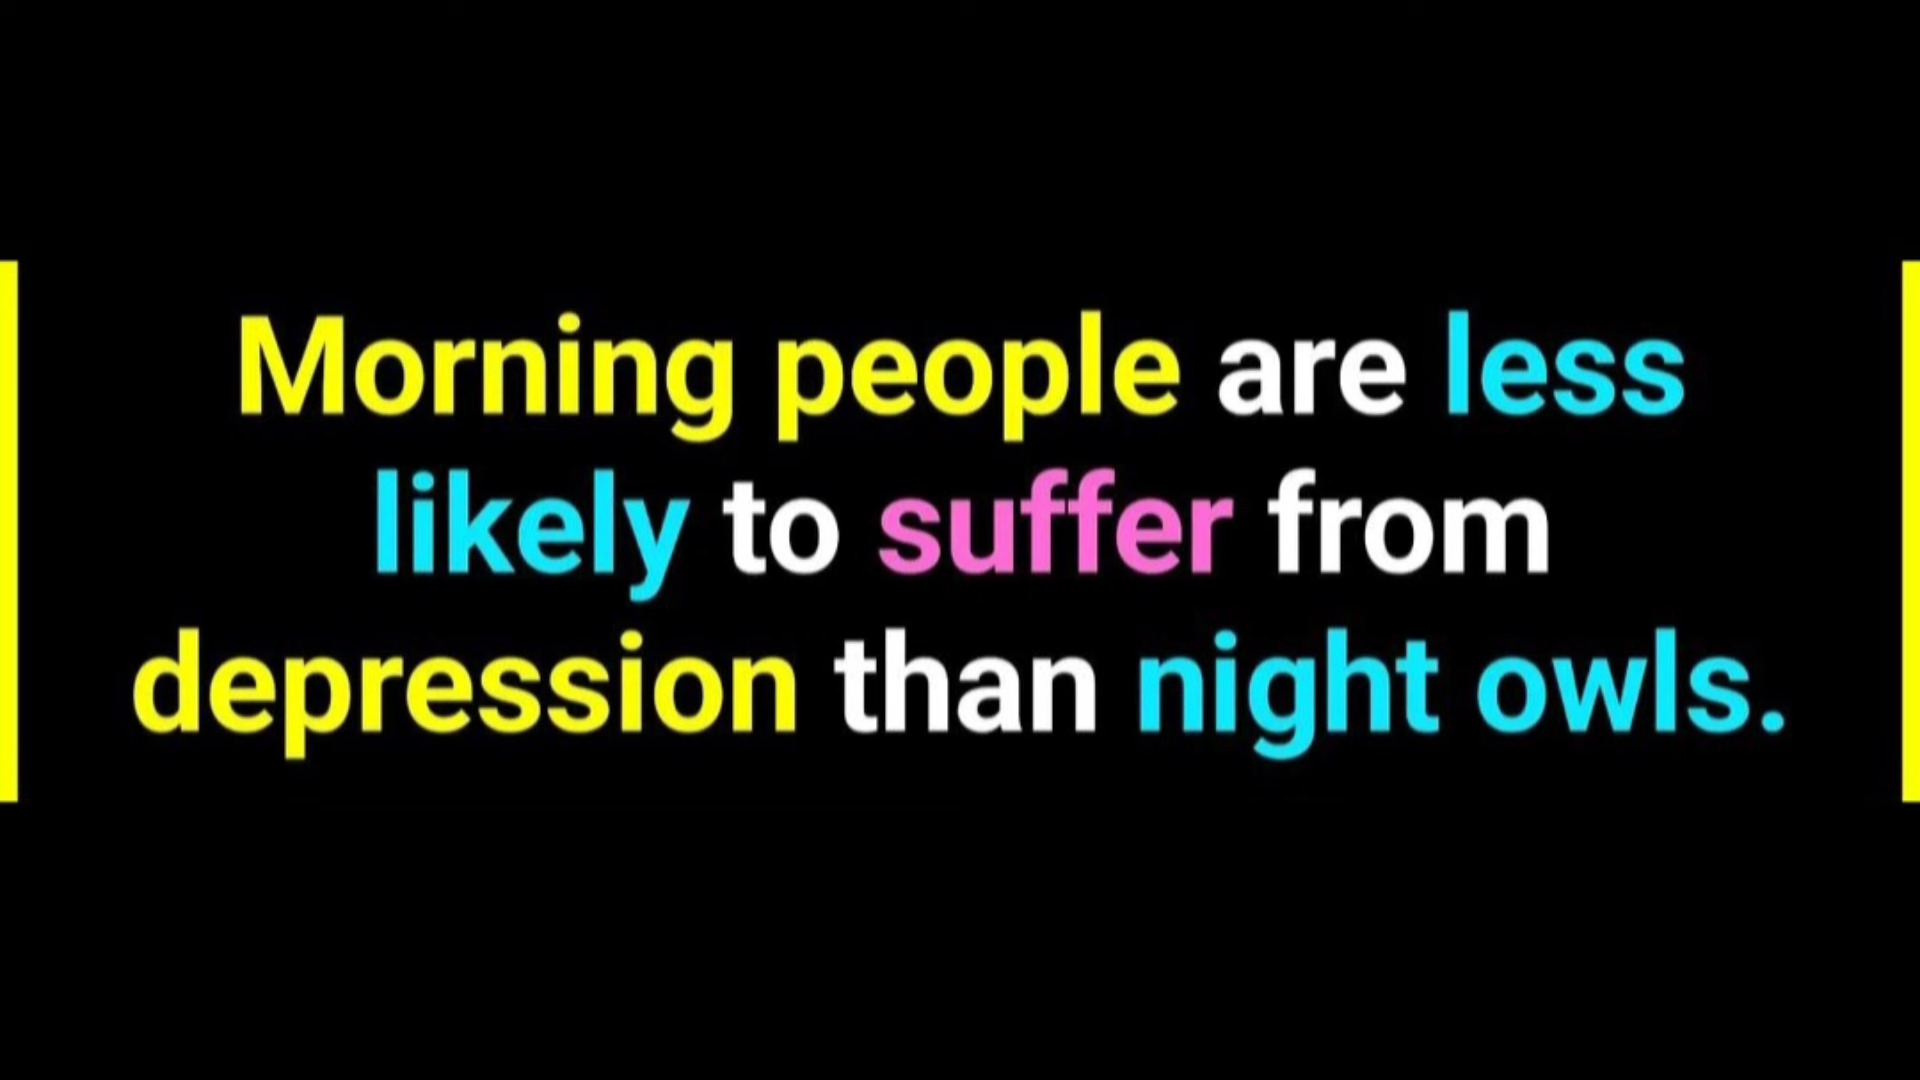 Morning people are less
likely to suffer from
depression than night owls.